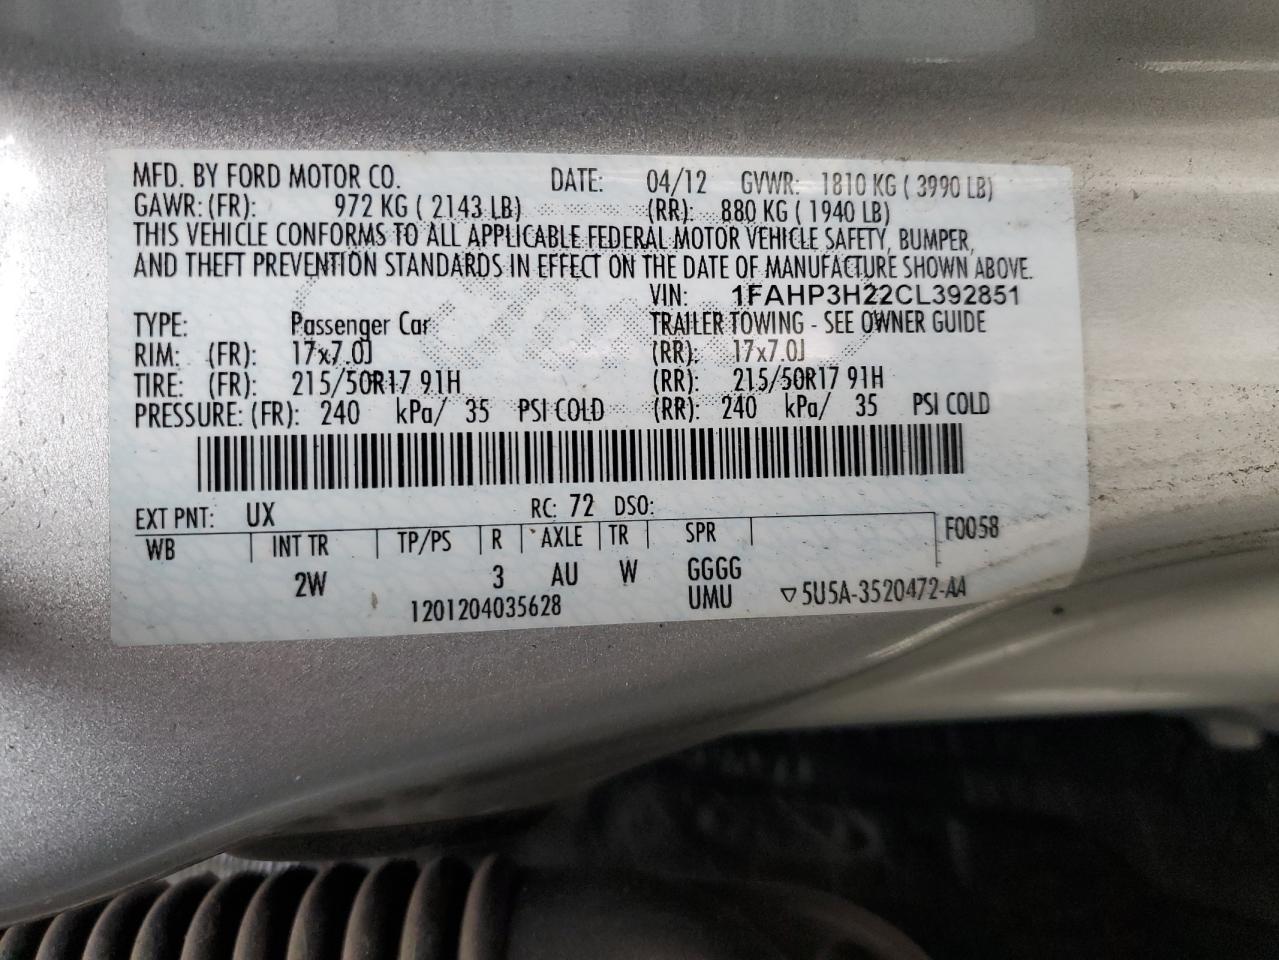 MFD. BY FORD MOTOR CO. DATE: 04/12 GVWR: 1810 KG ( 3990 LB)
GAWR: (FR): 972 KG ( 2143 LB) (RR): 880 KG ( 1940 LB)
THIS VEHICLE CONFORMS TO ALL APPLICABLE FEDERAL MOTOR VEHICLE SAFETY, BUMPER,
AND THEFT PREVENTION STANDARDS IN EFFECT ON THE DATE OF MANUFACTURE SHOWN ABOVE.
VIN: 1FAHP3H22CL392851
TYPE: Passenger Car TRAILER TOWING - SEE OWNER GUIDE
RIM: (FR): 17x7.0J (RR): 17x7.0J
TIRE: (FR): 215/50R17 91H (RR): 215/50R17 91H
PRESSURE: (FR): 240 kPa/ 35 PSI COLD (RR): 240 kPa/ 35 PSI COLD
EXT PNT: UX RC: 72 DSO:
WB INT TR TP/PS R AXLE TR SPR F0058
2W 3 AU W GGGG
1201204035628 UMU ▽5U5A-3520472-AA